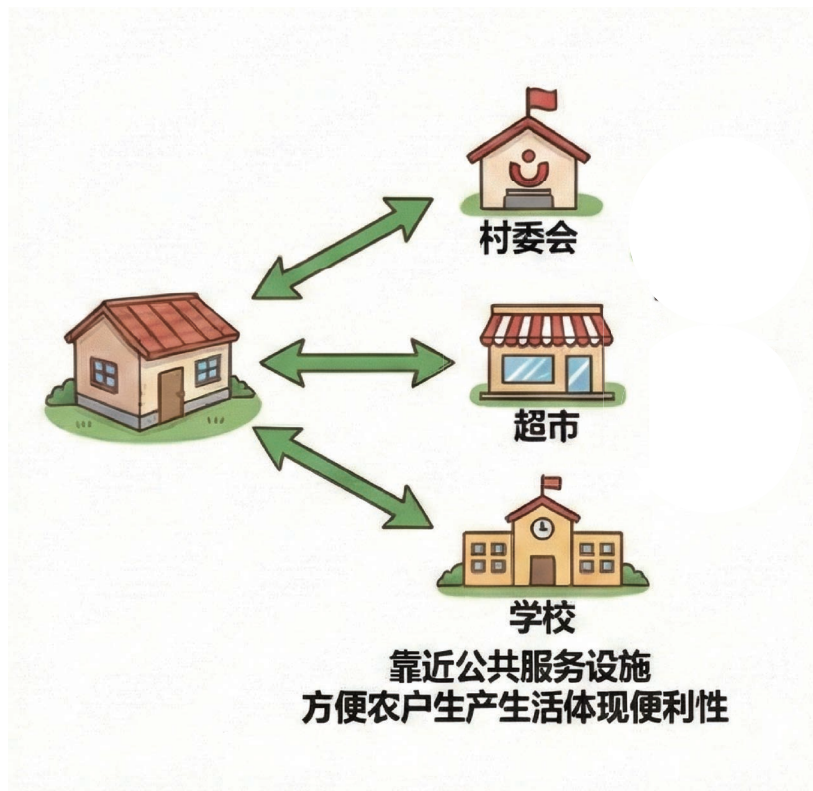 村委会
超市
学校
靠近公共服务设施
方便农户生产生活体现便利性